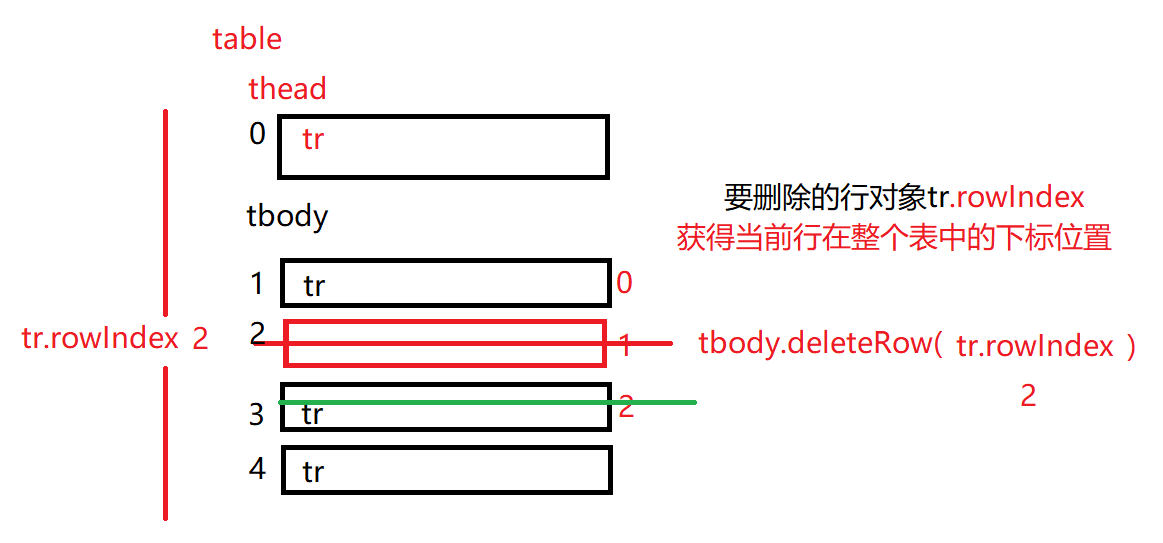 table
thead
0 tr
tbody
要删除的行对象tr.rowIndex
获得当前行在整个表中的下标位置
1 tr 0
tr.rowIndex 2
2 1
tbody.deleteRow( tr.rowIndex )
2
3 tr 2
4 tr